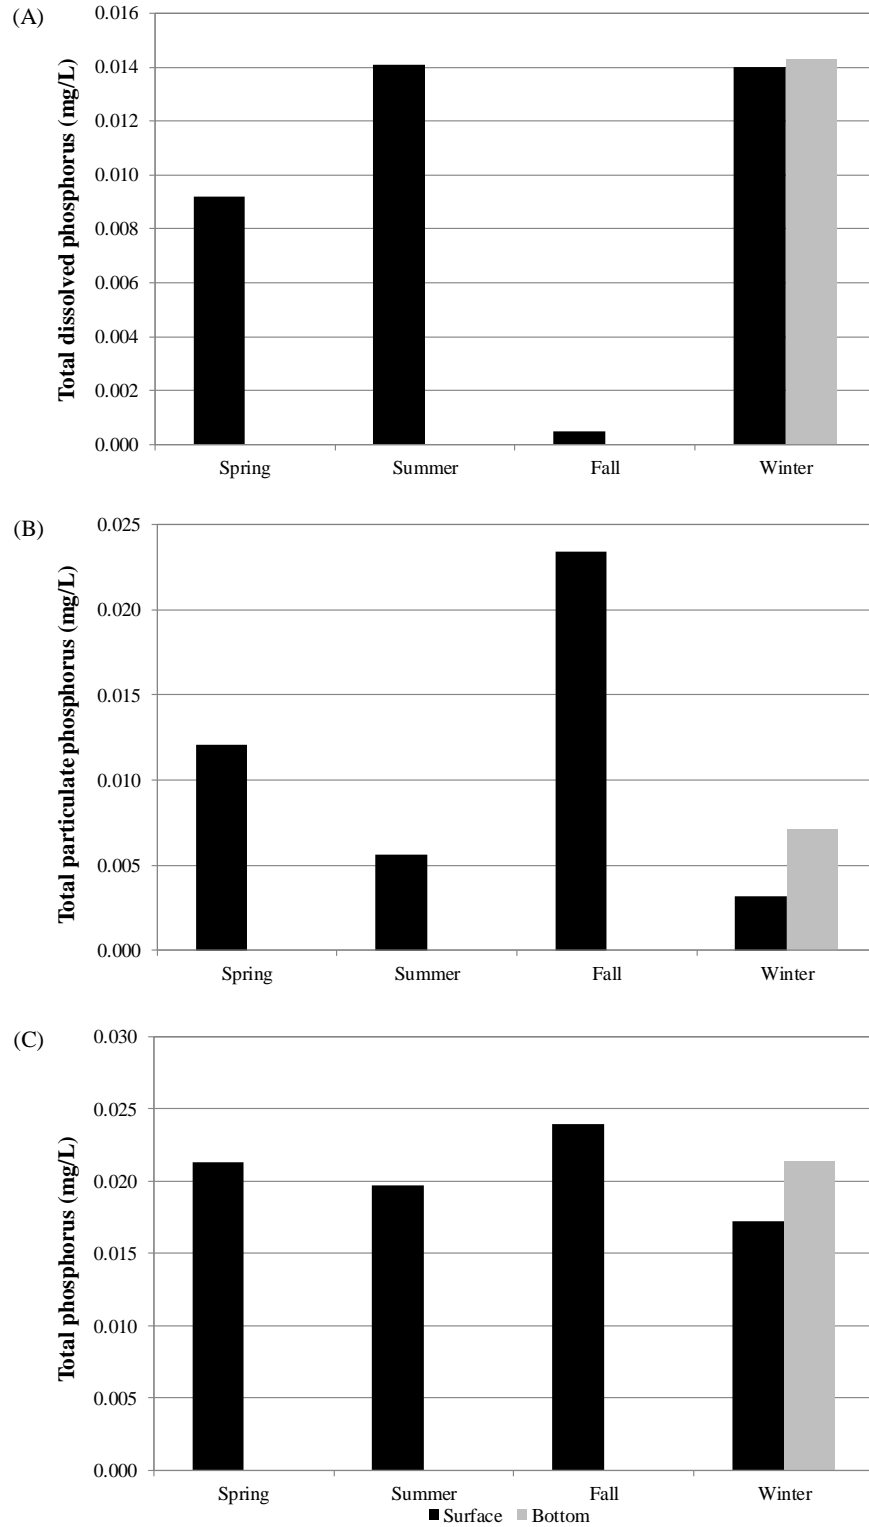 (A)
Total dissolved phosphorus (mg/L)
0.016
0.014
0.012
0.010
0.008
0.006
0.004
0.002
0.000
Spring Summer Fall Winter
(B)
Total particulate phosphorus (mg/L)
0.025
0.020
0.015
0.010
0.005
0.000
Spring Summer Fall Winter
(C)
Total phosphorus (mg/L)
0.030
0.025
0.020
0.015
0.010
0.005
0.000
Spring Summer Fall Winter
Surface Bottom